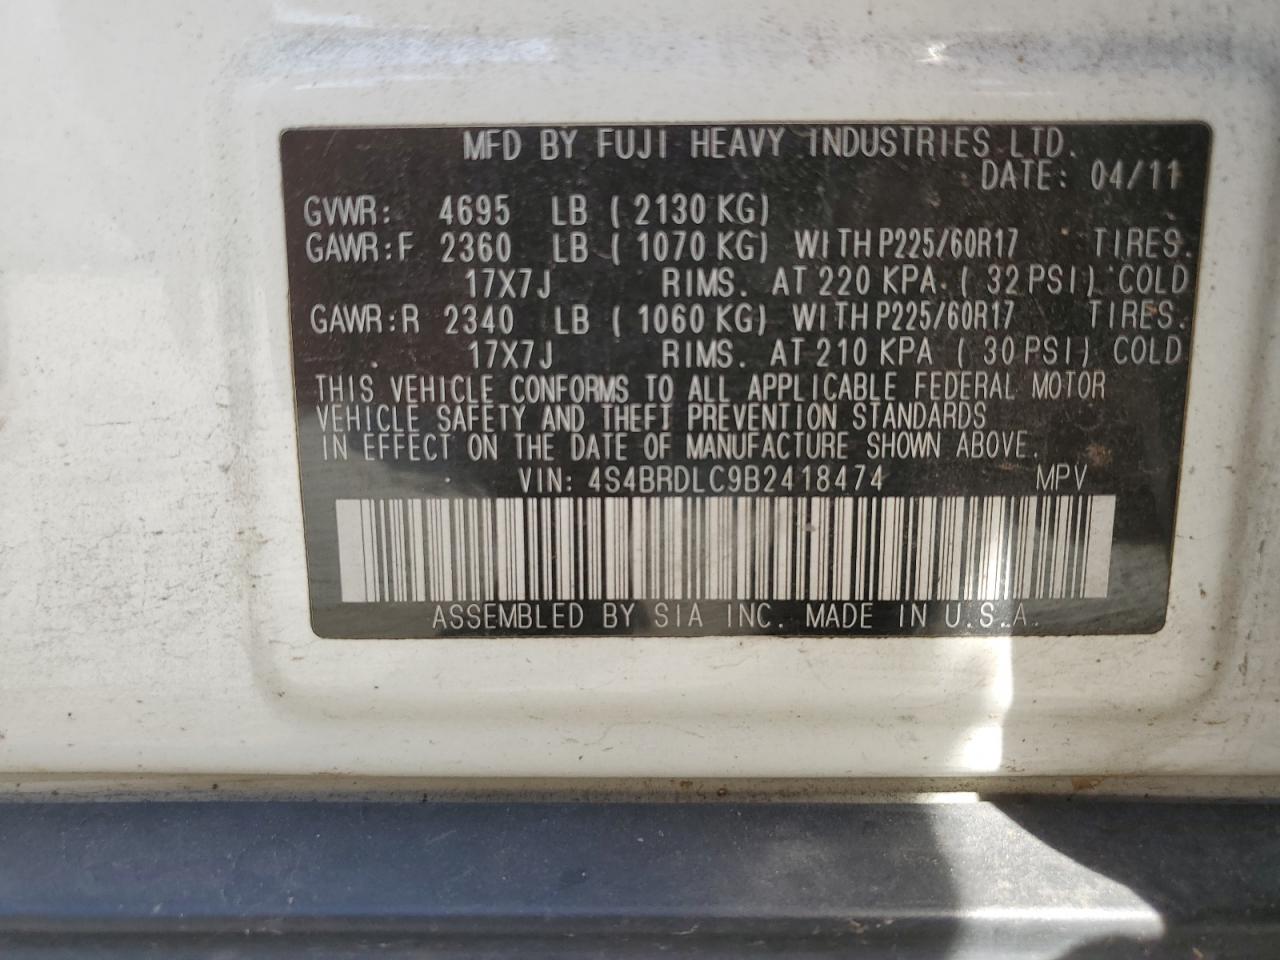 MFD BY FUJI HEAVY INDUSTRIES LTD.
DATE: 04/11
GVWR: 4695 LB ( 2130 KG)
GAWR:F 2360 LB ( 1070 KG) WITH P225/60R17 TIRES.
17X7J RIMS. AT 220 KPA. ( 32 PSI) COLD
GAWR:R 2340 LB ( 1060 KG) WITH P225/60R17 TIRES.
17X7J RIMS. AT 210 KPA ( 30 PSI) COLD
THIS VEHICLE CONFORMS TO ALL APPLICABLE FEDERAL MOTOR
VEHICLE SAFETY AND THEFT PREVENTION STANDARDS
IN EFFECT ON THE DATE OF MANUFACTURE SHOWN ABOVE.
VIN: 4S4BRDLC9B2418474 MPV
ASSEMBLED BY SIA INC. MADE IN U.S.A.